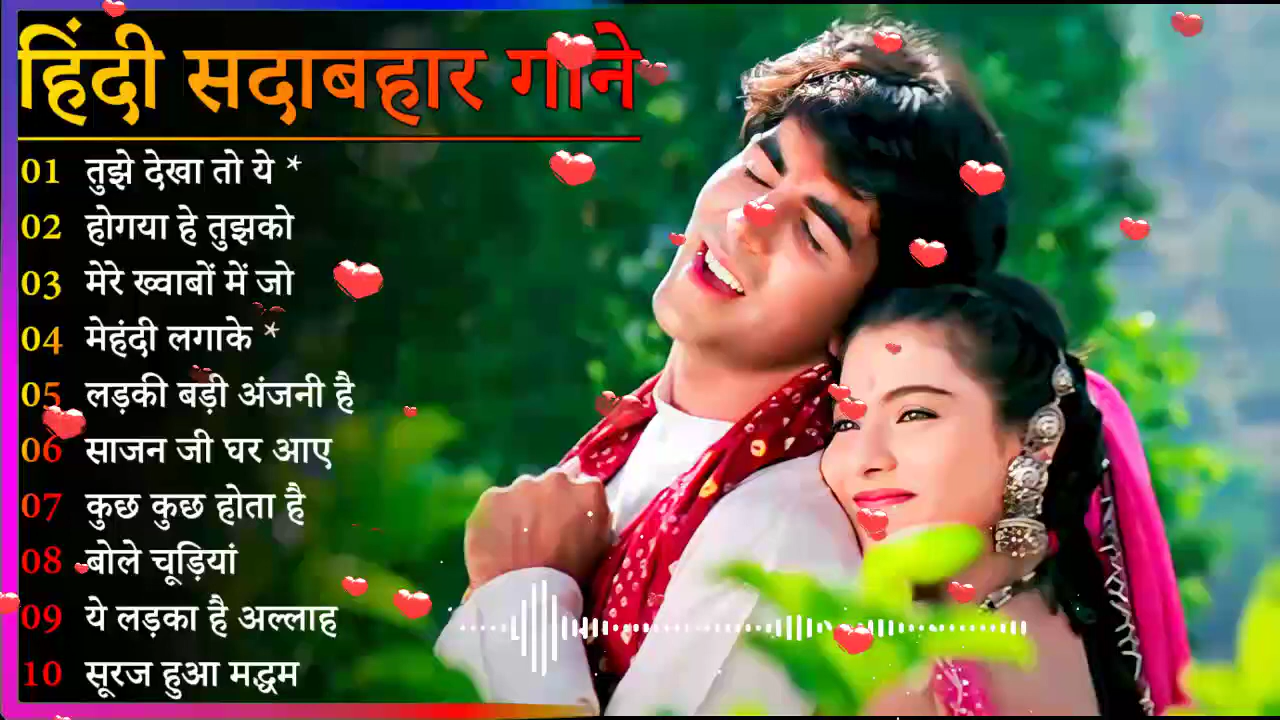 हिंदी सदाबहार गाने
01 तुझे देखा तो ये *
02 होगया हे तुझको
03 मेरे ख्वाबों में जो
04 मेहंदी लगाके *
05 लड़की बड़ी अंजनी है
06 साजन जी घर आए
07 कुछ कुछ होता है
08 बोले चूड़ियां
09 ये लड़का है अल्लाह
10 सूरज हुआ मद्धम